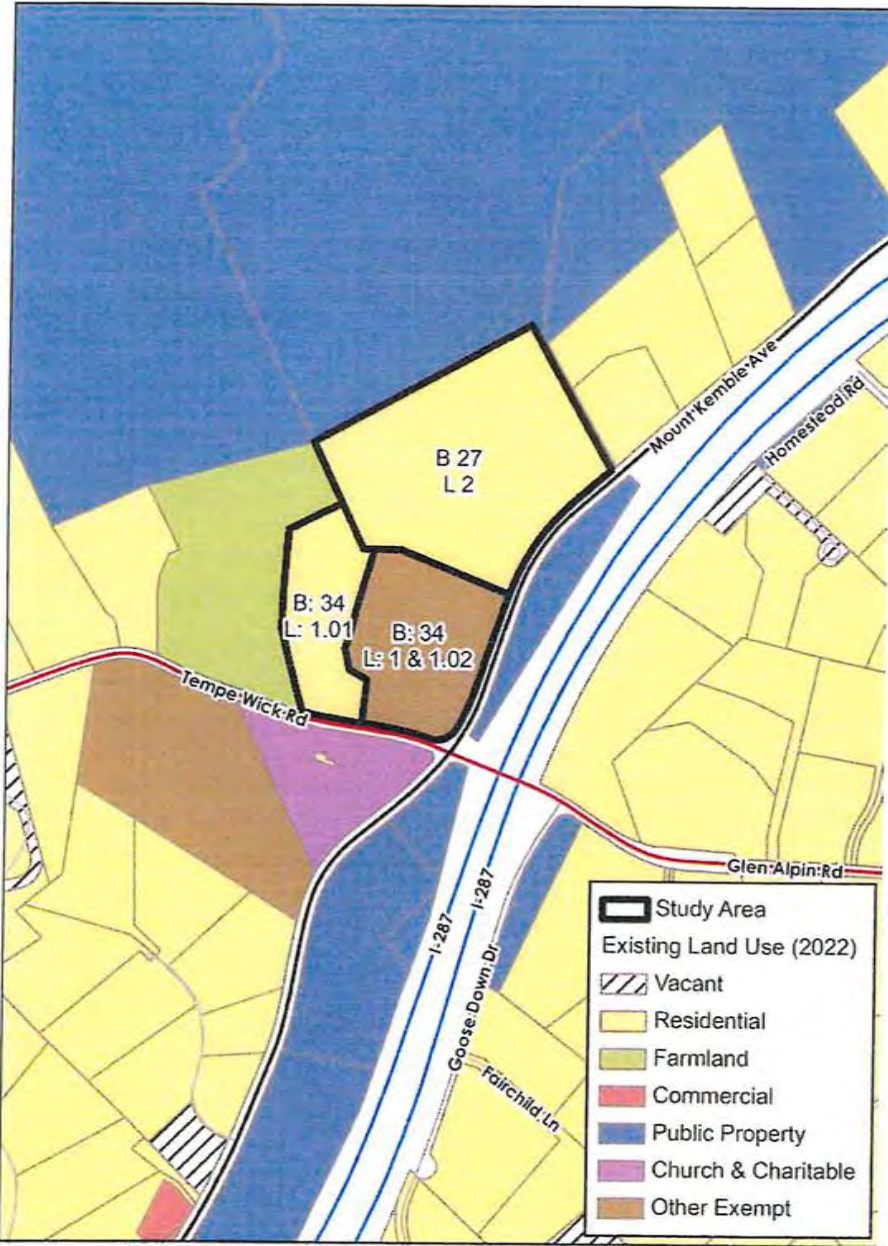 B 27
L 2
Mount Kemble Ave
Homestead Rd
B: 34
L: 1.01
B: 34
L: 1 & 1.02
Tempe Wick Rd
Glen Alpin Rd
I-287
I-287
Goose Down Dr
Fairchild Ln
Study Area
Existing Land Use (2022)
Vacant
Residential
Farmland
Commercial
Public Property
Church & Charitable
Other Exempt